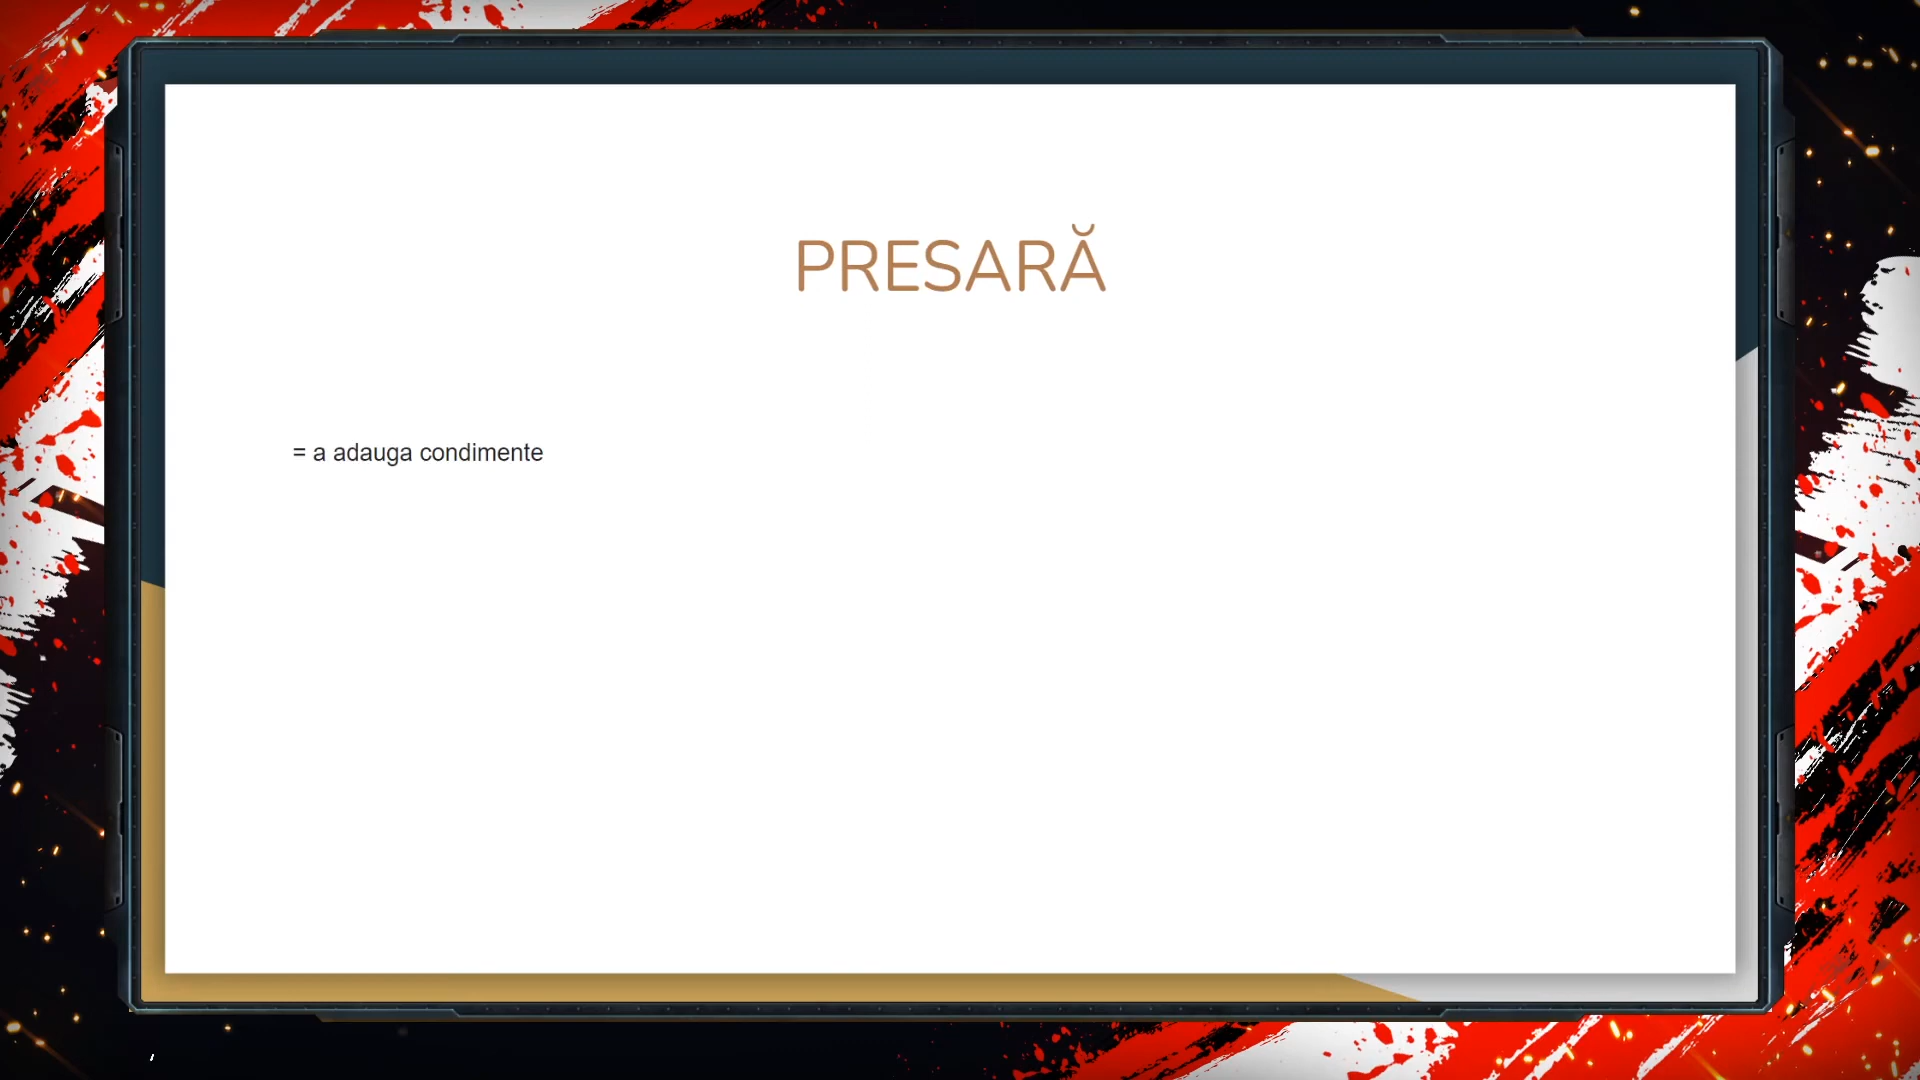 PRESARĂ
= a adauga condimente